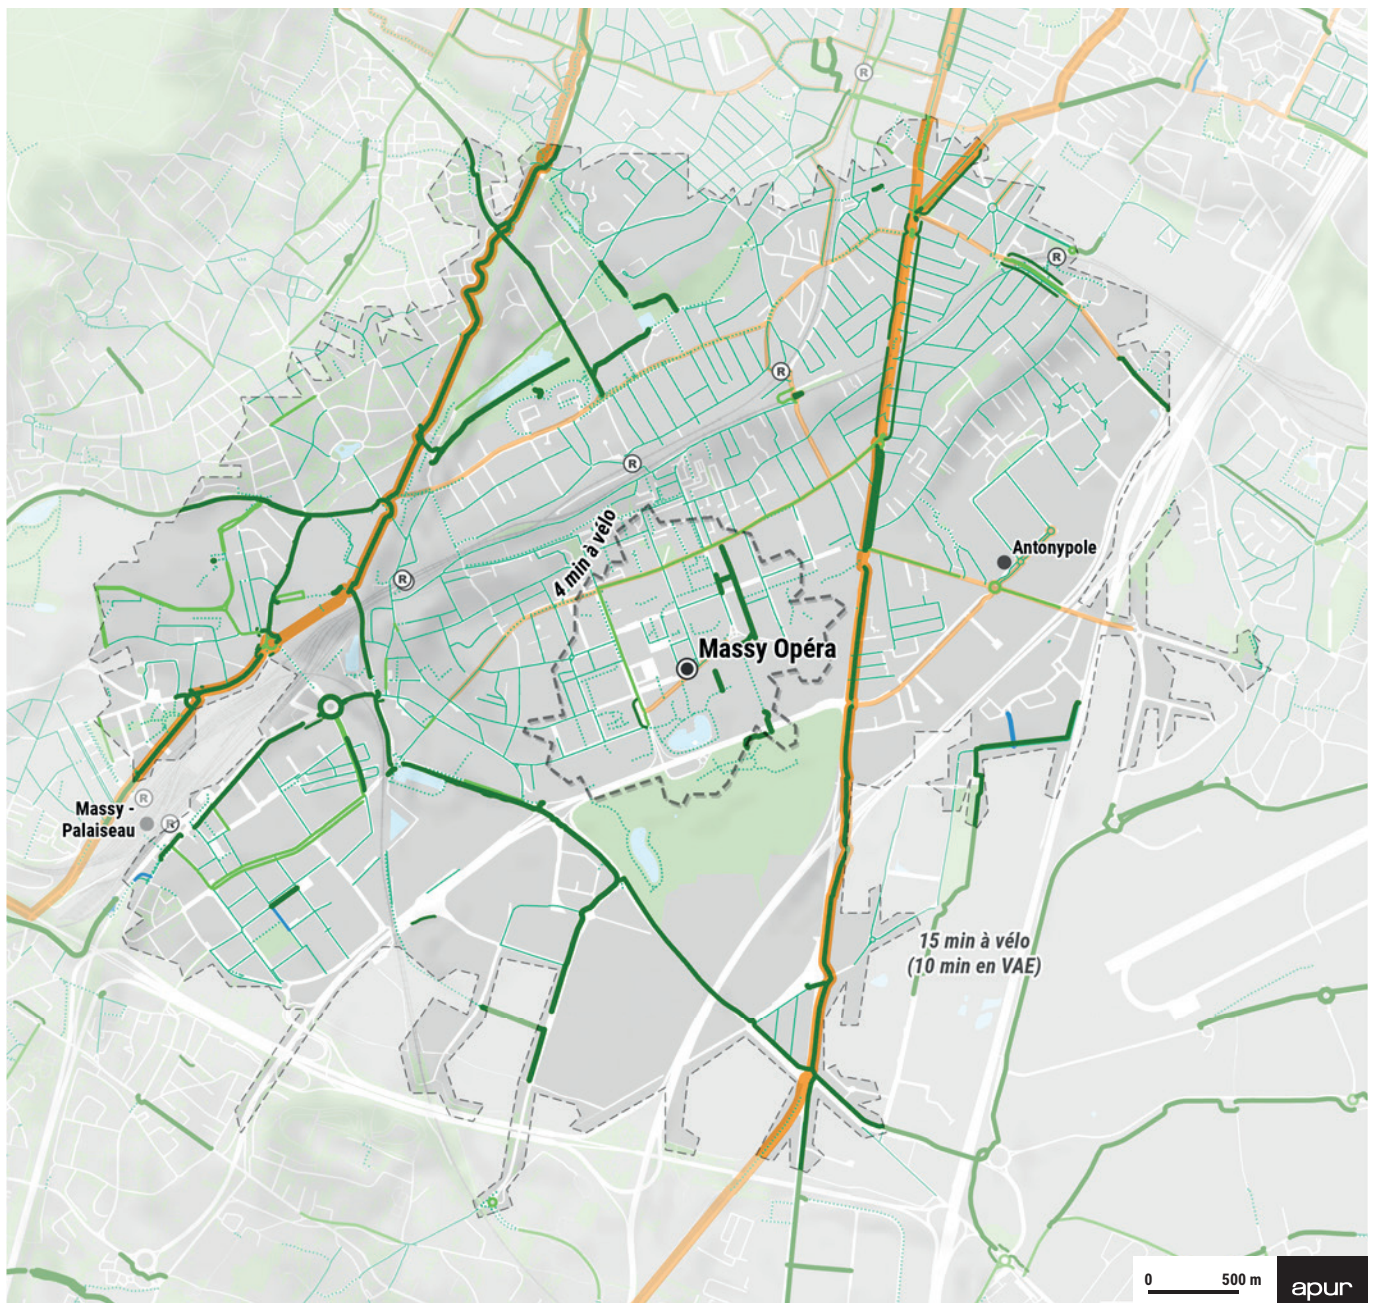 R
R
R
4 min à vélo
R
Antonypole
R
Massy Opéra
R
Massy -
Palaiseau
R
15 min à vélo
(10 min en VAE)
0 500 m
apur